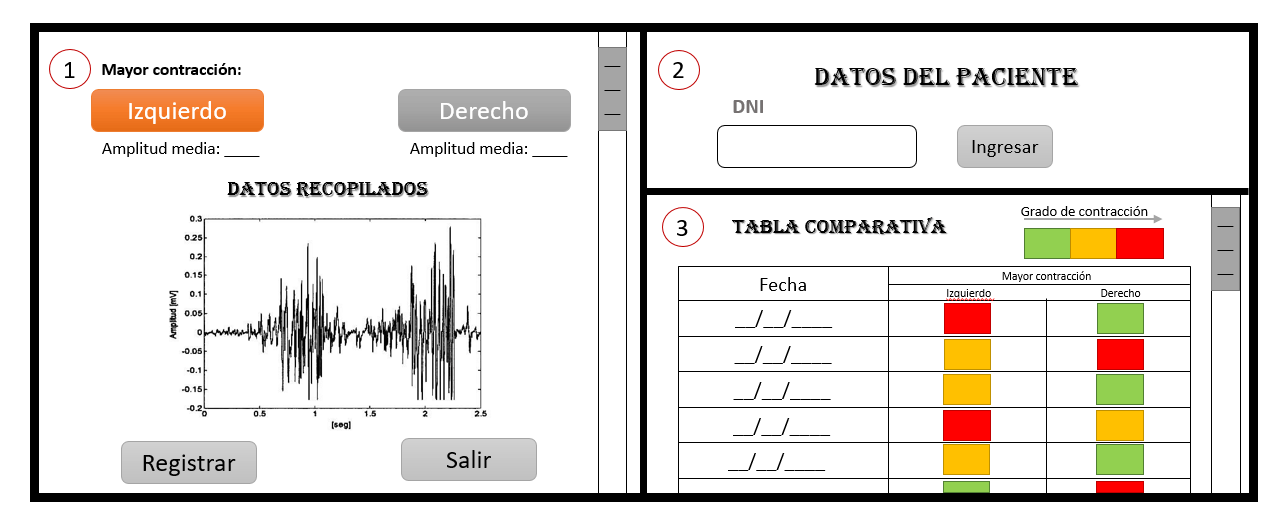 1
Mayor contracción:
Izquierdo
Derecho
Amplitud media: ____
Amplitud media: ____
DATOS RECOPILADOS
0.3
0.25
0.2
0.15
0.1
0.05
0
-0.05
-0.1
-0.15
-0.2
Amplitud [mV]
0 0.5 1 1.5 2 2.5
[seg]
Registrar
Salir
2
DATOS DEL PACIENTE
DNI
Ingresar
3
TABLA COMPARATIVA
Grado de contracción
Fecha
Mayor contracción
Izquierdo
Derecho
__/__/____
__/__/____
__/__/____
__/__/____
__/__/____